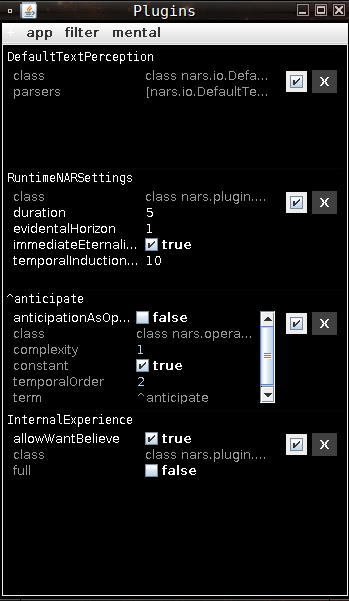 Plugins
+ app filter mental
DefaultTextPerception
class class nars.io.Defa...
parsers [nars.io.DefaultTe...
X
RuntimeNARSettings
class class nars.plugin....
duration 5
evidentalHorizon 1
immediateEternali... true
temporalInduction... 10
X
^anticipate
anticipationAsOp... false
class class nars.opera...
complexity 1
constant true
temporalOrder 2
term ^anticipate
X
InternalExperience
allowWantBelieve true
class class nars.plugin....
full false
X